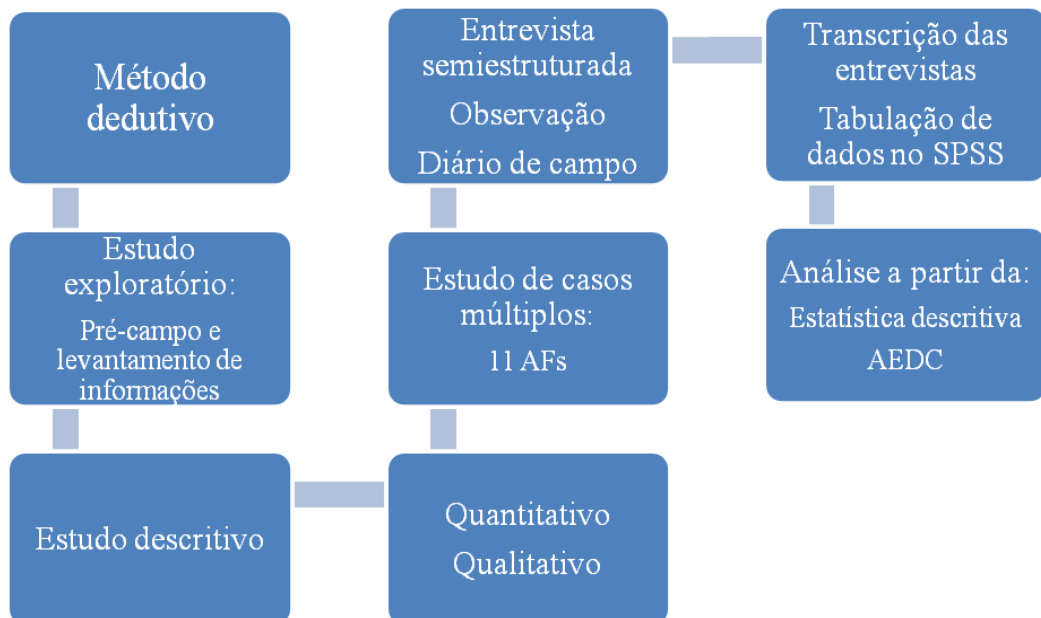 Método
dedutivo
Estudo
exploratório:
Pré-campo e
levantamento de
informações
Estudo descritivo
Quantitativo
Qualitativo
Estudo de casos
múltiplos:
11 AFs
Entrevista
semiestruturada
Observação
Diário de campo
Transcrição das
entrevistas
Tabulação de
dados no SPSS
Análise a partir da:
Estatística descritiva
AEDC